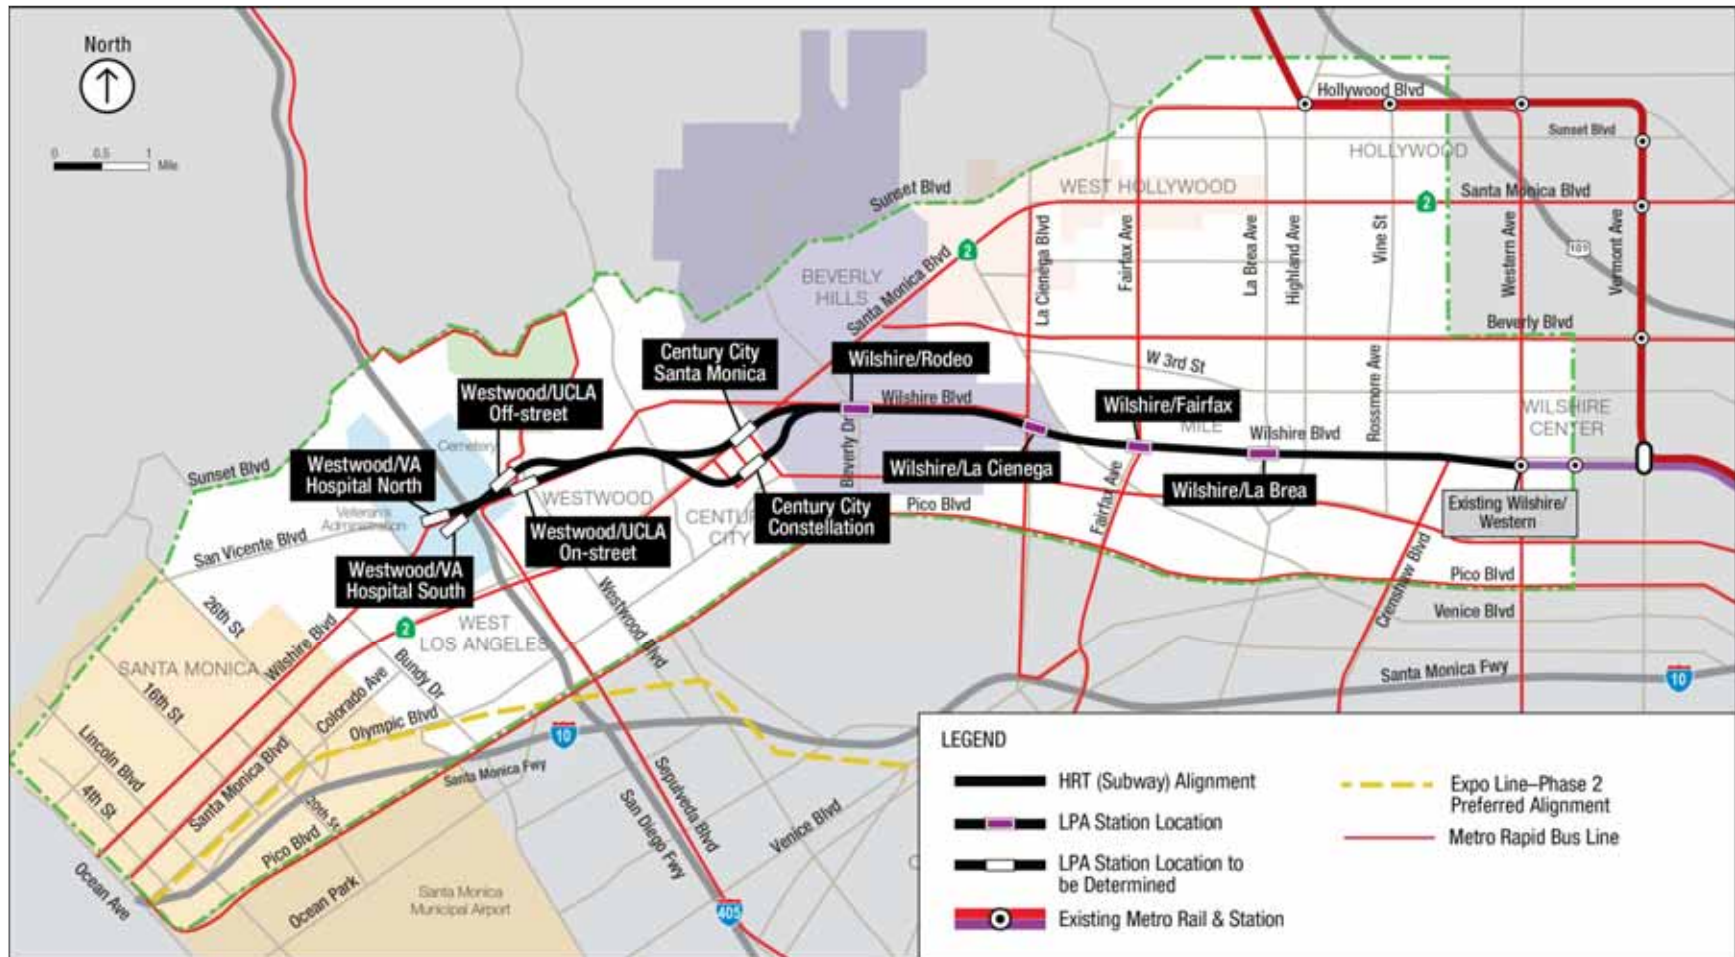 North
0 0.5 1
Mile
Hollywood Blvd
Sunset Blvd
HOLLYWOOD
WEST HOLLYWOOD
Santa Monica Blvd
2
Sunset Blvd
2
Santa Monica Blvd
La Cienega Blvd
Fairfax Ave
La Brea Ave
Highland Ave
Vine St
Western Ave
Vermont Ave
101
BEVERLY
HILLS
Beverly Blvd
W 3rd St
Rossmore Ave
Century City
Santa Monica
Wilshire/Rodeo
Westwood/UCLA
Off-street
Wilshire Blvd
Wilshire/Fairfax
MILE
Wilshire Blvd
WILSHIRE
CENTER
Cemetery
Beverly Dr
Sunset Blvd
Westwood/VA
Hospital North
Wilshire/La Cienega
Wilshire/La Brea
Existing Wilshire/
Western
WESTWOOD
Veteran's
Administration
Westwood/UCLA
On-street
CENTURY
CITY
Century City
Constellation
Pico Blvd
Fairfax Ave
San Vicente Blvd
Westwood/VA
Hospital South
Crenshaw Blvd
Pico Blvd
Venice Blvd
26th St
Wilshire Blvd
2
WEST
LOS ANGELES
Westwood Blvd
SANTA MONICA
Bundy Dr
Colorado Ave
16th St
Olympic Blvd
Santa Monica Fwy
10
Lincoln Blvd
Santa Monica Blvd
10
Santa Monica Fwy
4th St
20th St
Pico Blvd
Sepulveda Blvd
San Diego Fwy
Venice Blvd
Ocean Ave
Ocean Park
Santa Monica
Municipal Airport
405
LEGEND
HRT (Subway) Alignment
LPA Station Location
LPA Station Location to
be Determined
Existing Metro Rail & Station
Expo Line–Phase 2
Preferred Alignment
Metro Rapid Bus Line